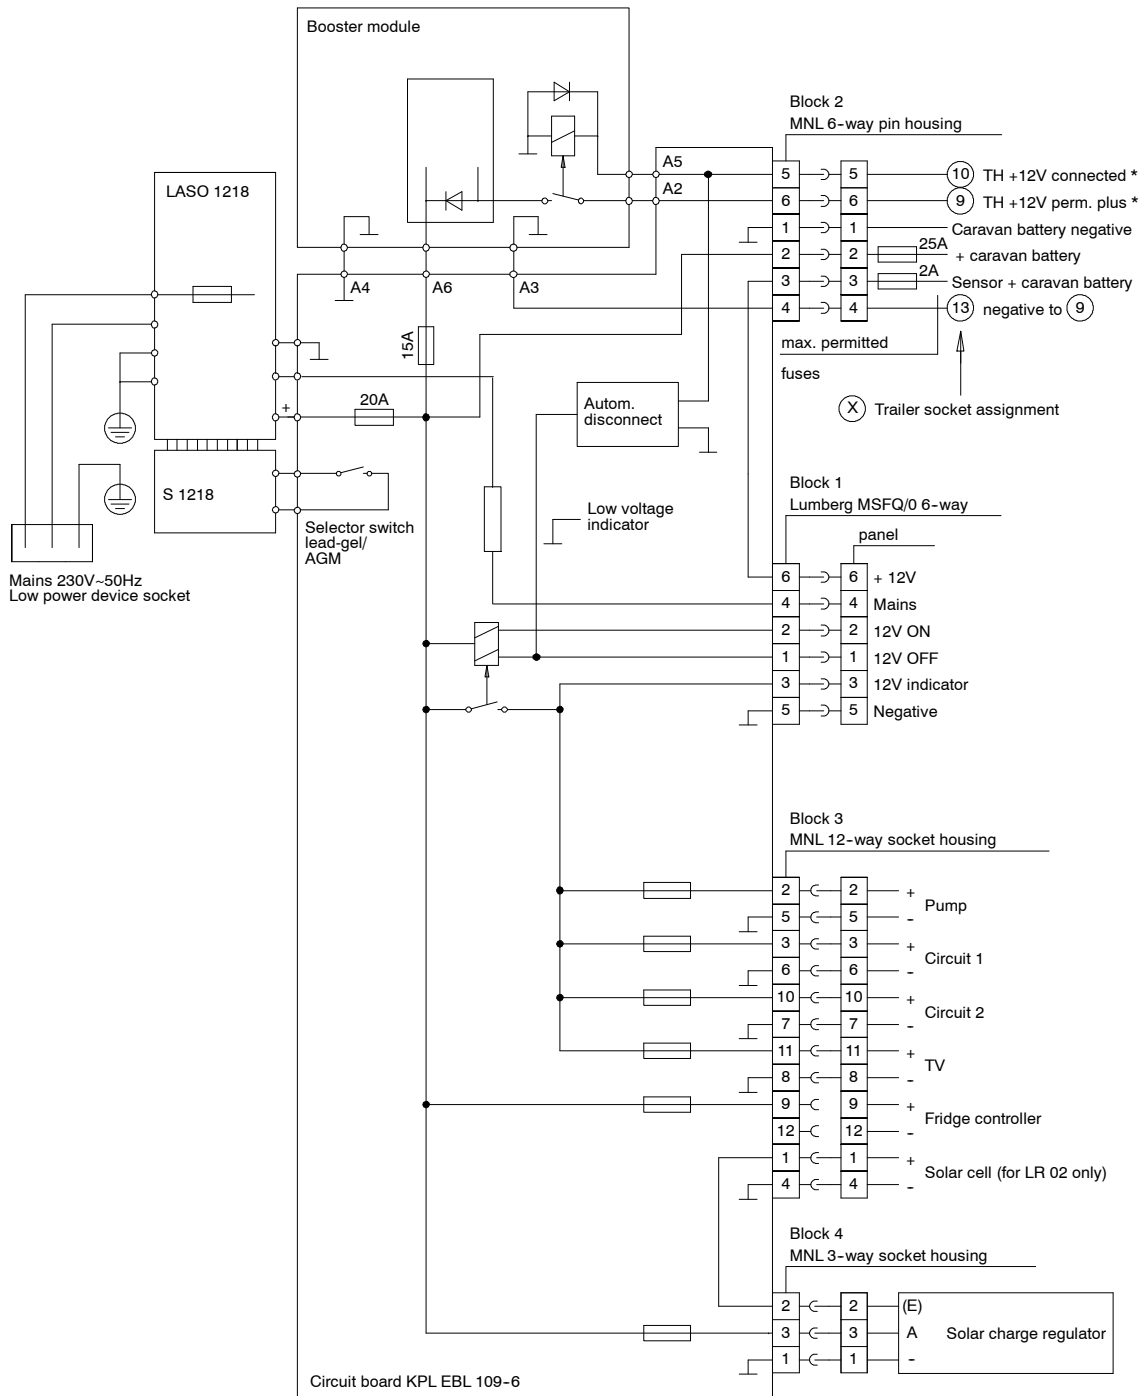 Booster module
Block 2
MNL 6-way pin housing
LASO 1218
A5
A2
5 5 10 TH +12V connected *
6 6 9 TH +12V perm. plus *
1 1 Caravan battery negative
2 2 25A + caravan battery
3 3 2A Sensor + caravan battery
4 4 13 negative to 9
A4 A6 A3
15A
max. permitted
fuses
X Trailer socket assignment
20A
+
Autom.
disconnect
S 1218
Selector switch
lead-gel/
AGM
Low voltage
indicator
Mains 230V~50Hz
Low power device socket
Block 1
Lumberg MSFQ/0 6-way
panel
6 6 + 12V
4 4 Mains
2 2 12V ON
1 1 12V OFF
3 3 12V indicator
5 5 Negative
Block 3
MNL 12-way socket housing
2 2 +
Pump
5 5 -
3 3 +
Circuit 1
6 6 -
10 10 +
Circuit 2
7 7 -
11 11 +
TV
8 8 -
9 9 +
Fridge controller
12 12 -
1 1 +
Solar cell (for LR 02 only)
4 4 -
Block 4
MNL 3-way socket housing
2 2 (E)
3 3 A Solar charge regulator
1 1 -
Circuit board KPL EBL 109-6